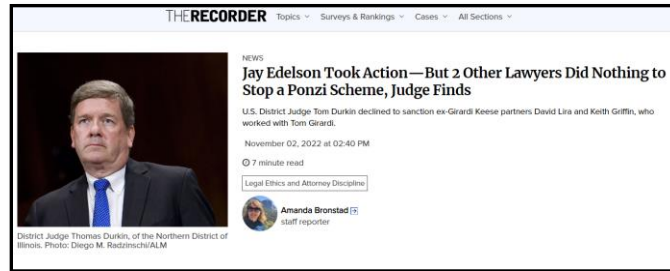 THE RECORDER Topics Surveys & Rankings Cases All Sections
NEWS
Jay Edelson Took Action—But 2 Other Lawyers Did Nothing to
Stop a Ponzi Scheme, Judge Finds
U.S. District Judge Tom Durkin declined to sanction ex-Girardi Keese partners David Lira and Keith Griffin, who
worked with Tom Girardi.
November 02, 2022 at 02:40 PM
7 minute read
Legal Ethics and Attorney Discipline
Amanda Bronstad
staff reporter
District Judge Thomas Durkin, of the Northern District of
Illinois. Photo: Diego M. Radzinschi/ALM